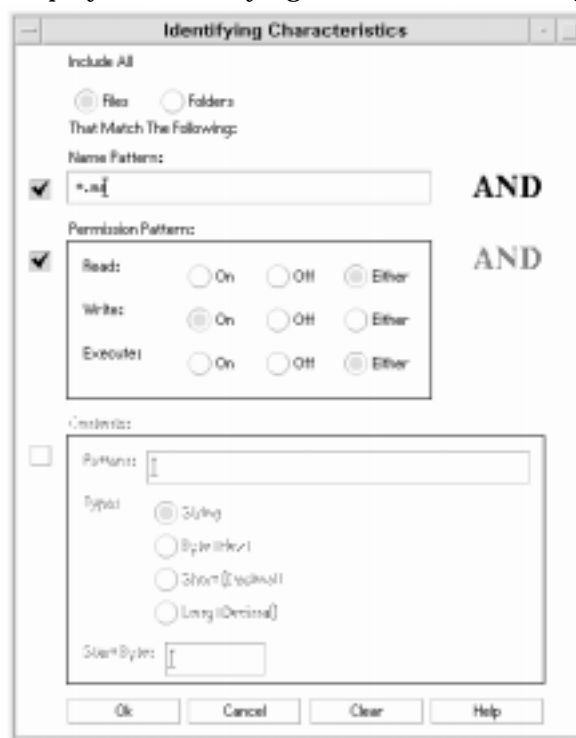 Identifying Characteristics
Include All
Files Folders
That Match The Following:
Name Pattern:
AND
Permission Pattern:
AND
Read: On Off Either
Write: On Off Either
Execute: On Off Either
Contents:
Pattern:
Type: String
Byte (Hex)
Short (Decimal)
Long (Decimal)
Start Byte:
Ok Cancel Clear Help